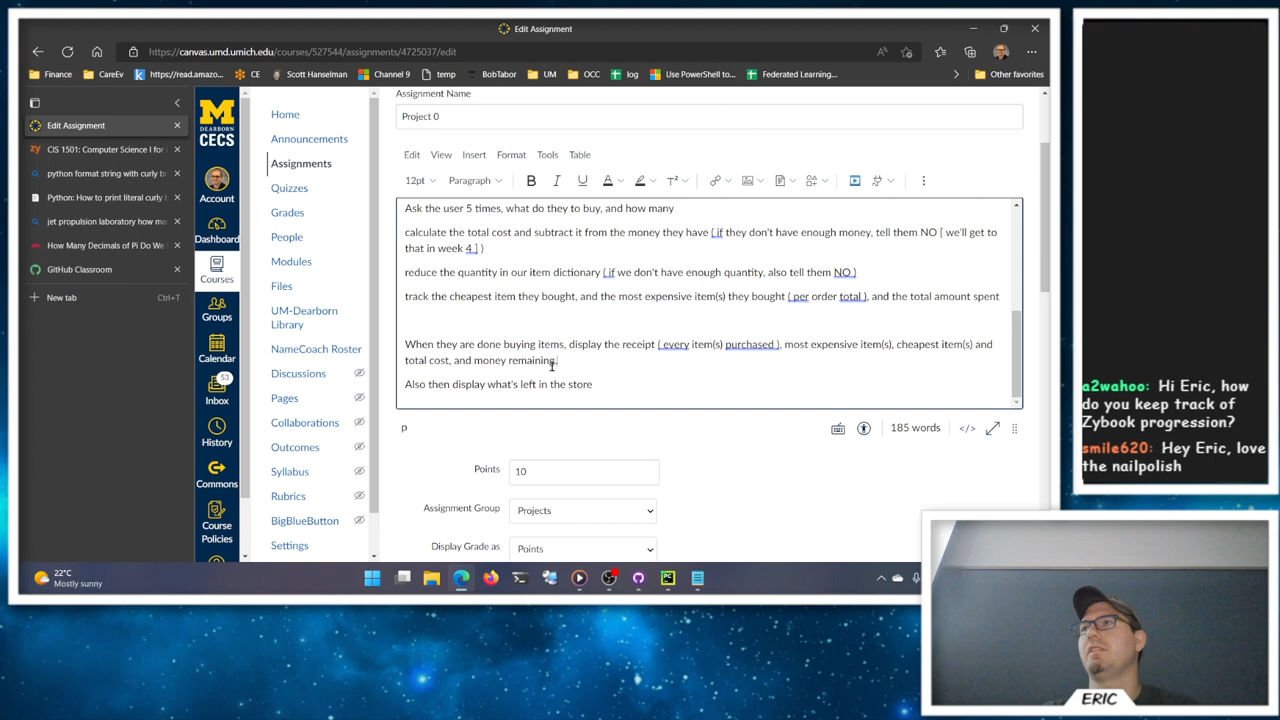 Edit Assignment
https://canvas.umd.umich.edu/courses/527544/assignments/4725037/edit
Finance
CareEv
https://read.amazo...
CE
Scott Hanselman
Channel 9
temp
BobTabor
UM
OCC
log
Use PowerShell to...
Federated Learning...
Other favorites
Edit Assignment
CIS 1501: Computer Science I for
python format string with curly b
Python: How to print literal curly
jet propulsion laboratory how ma
How Many Decimals of Pi Do We
GitHub Classroom
New tab
Ctrl+T
M
DEARBORN
CECS
Account
Dashboard
Courses
Groups
Calendar
53
Inbox
History
Commons
Course
Policies
Home
Announcements
Assignments
Quizzes
Grades
People
Modules
Files
UM-Dearborn
Library
NameCoach Roster
Discussions
Pages
Collaborations
Outcomes
Syllabus
Rubrics
BigBlueButton
Settings
Assignment Name
Project 0
Edit View Insert Format Tools Table
12pt Paragraph B I U A T²
Ask the user 5 times, what do they to buy, and how many
calculate the total cost and subtract it from the money they have ( if they don't have enough money, tell them NO [ we'll get to
that in week 4 ] )
reduce the quantity in our item dictionary ( if we don't have enough quantity, also tell them NO )
track the cheapest item they bought, and the most expensive item(s) they bought ( per order total ), and the total amount spent
When they are done buying items, display the receipt ( every item(s) purchased ), most expensive item(s), cheapest item(s) and
total cost, and money remaining.
Also then display what's left in the store
p
185 words
</>
Points
10
Assignment Group
Projects
Display Grade as
Points
22°C
Mostly sunny
a2wahoo: Hi Eric, how
do you keep track of
Zybook progression?
smile620: Hey Eric, love
the nailpolish
ERIC